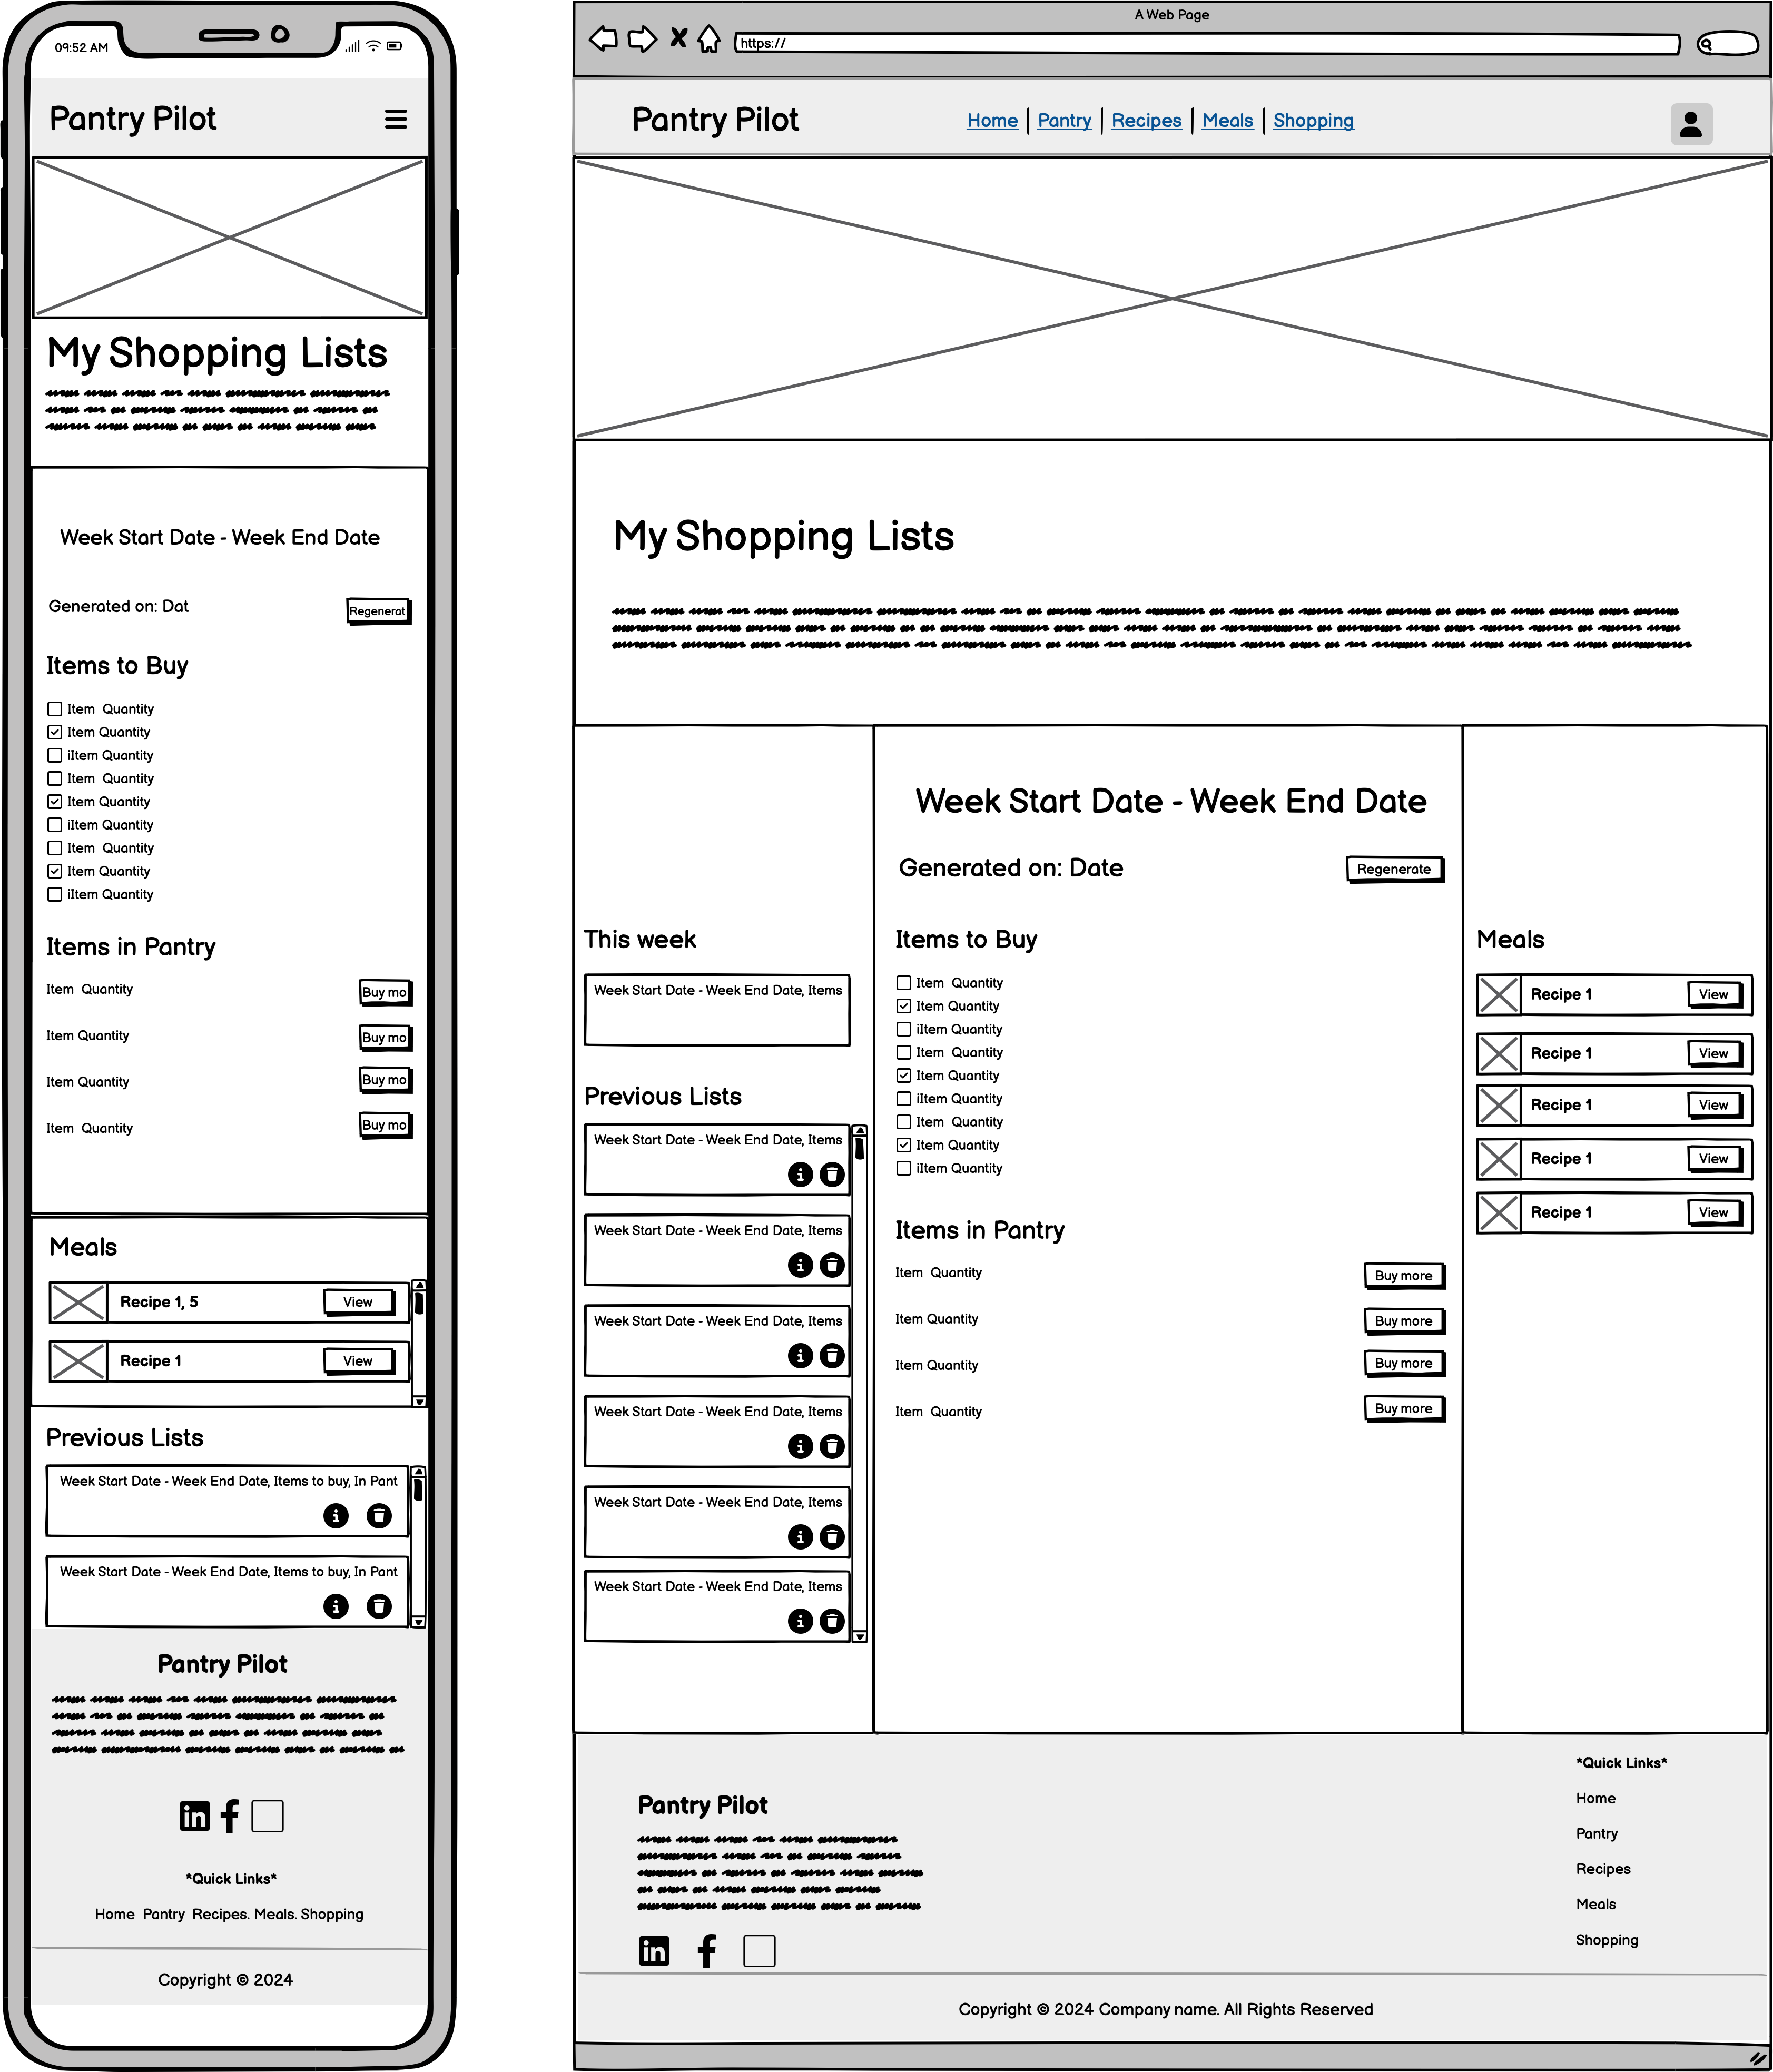 09:52 AM
Pantry Pilot
My Shopping Lists
Week Start Date - Week End Date
Generated on: Dat
Regenerat
Items to Buy
Item Quantity
Item Quantity
iItem Quantity
Item Quantity
Item Quantity
iItem Quantity
Item Quantity
Item Quantity
iItem Quantity
Items in Pantry
Item Quantity
Buy mo
Item Quantity
Buy mo
Item Quantity
Buy mo
Item Quantity
Buy mo
Meals
Recipe 1, 5
View
Recipe 1
View
Previous Lists
Week Start Date - Week End Date, Items to buy, In Pant
Week Start Date - Week End Date, Items to buy, In Pant
Pantry Pilot
in f
*Quick Links*
Home Pantry Recipes. Meals. Shopping
Copyright © 2024
A Web Page
https://
Pantry Pilot
Home | Pantry | Recipes | Meals | Shopping
My Shopping Lists
This week
Week Start Date - Week End Date, Items
Previous Lists
Week Start Date - Week End Date, Items
Week Start Date - Week End Date, Items
Week Start Date - Week End Date, Items
Week Start Date - Week End Date, Items
Week Start Date - Week End Date, Items
Week Start Date - Week End Date, Items
Week Start Date - Week End Date
Generated on: Date
Regenerate
Items to Buy
Item Quantity
Item Quantity
iItem Quantity
Item Quantity
Item Quantity
iItem Quantity
Item Quantity
Item Quantity
iItem Quantity
Items in Pantry
Item Quantity
Buy more
Item Quantity
Buy more
Item Quantity
Buy more
Item Quantity
Buy more
Meals
Recipe 1
View
Recipe 1
View
Recipe 1
View
Recipe 1
View
Recipe 1
View
Pantry Pilot
in f
*Quick Links*
Home
Pantry
Recipes
Meals
Shopping
Copyright © 2024 Company name. All Rights Reserved